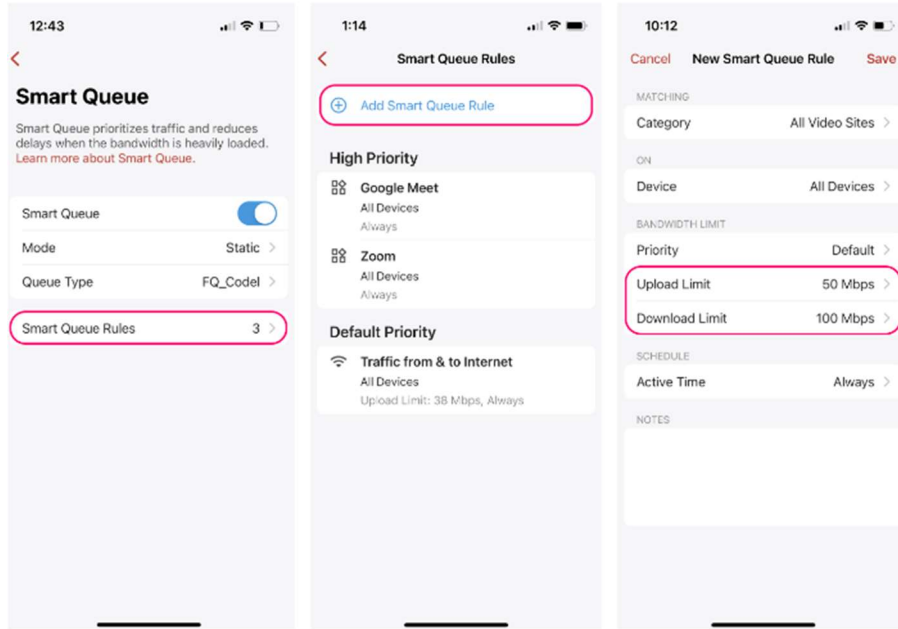 12:43
Smart Queue
Smart Queue prioritizes traffic and reduces
delays when the bandwidth is heavily loaded.
Learn more about Smart Queue.
Smart Queue
Mode Static
Queue Type FQ_Codel
Smart Queue Rules 3
1:14
Smart Queue Rules
Add Smart Queue Rule
High Priority
Google Meet
All Devices
Always
Zoom
All Devices
Always
Default Priority
Traffic from & to Internet
All Devices
Upload Limit: 38 Mbps, Always
10:12
Cancel New Smart Queue Rule Save
MATCHING
Category All Video Sites
ON
Device All Devices
BANDWIDTH LIMIT
Priority Default
Upload Limit 50 Mbps
Download Limit 100 Mbps
SCHEDULE
Active Time Always
NOTES